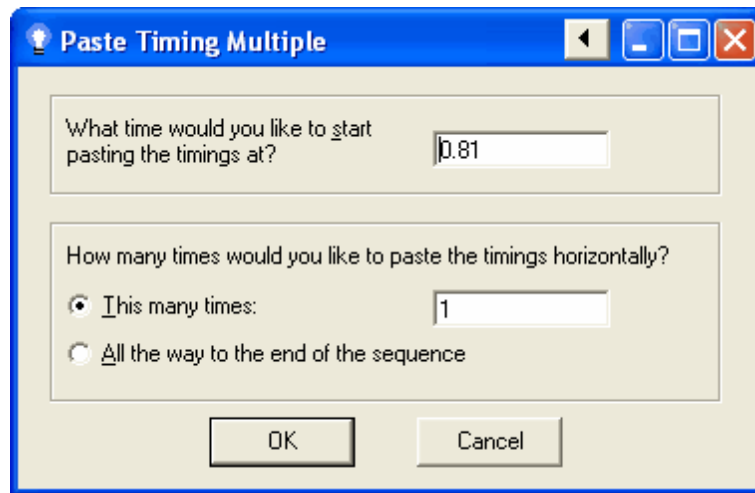 Paste Timing Multiple
What time would you like to start
pasting the timings at?
0.81
How many times would you like to paste the timings horizontally?
This many times:
1
All the way to the end of the sequence
OK
Cancel